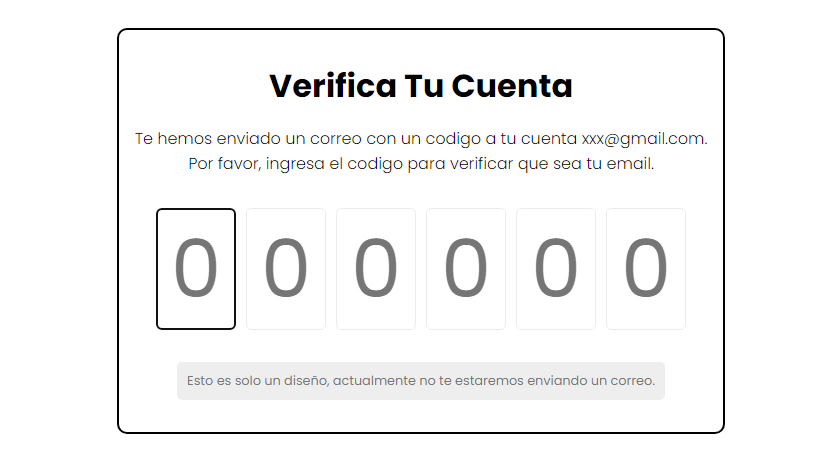 Verifica Tu Cuenta
Te hemos enviado un correo con un codigo a tu cuenta xxx@gmail.com.
Por favor, ingresa el codigo para verificar que sea tu email.
0 0 0 0 0 0
Esto es solo un diseño, actualmente no te estaremos enviando un correo.